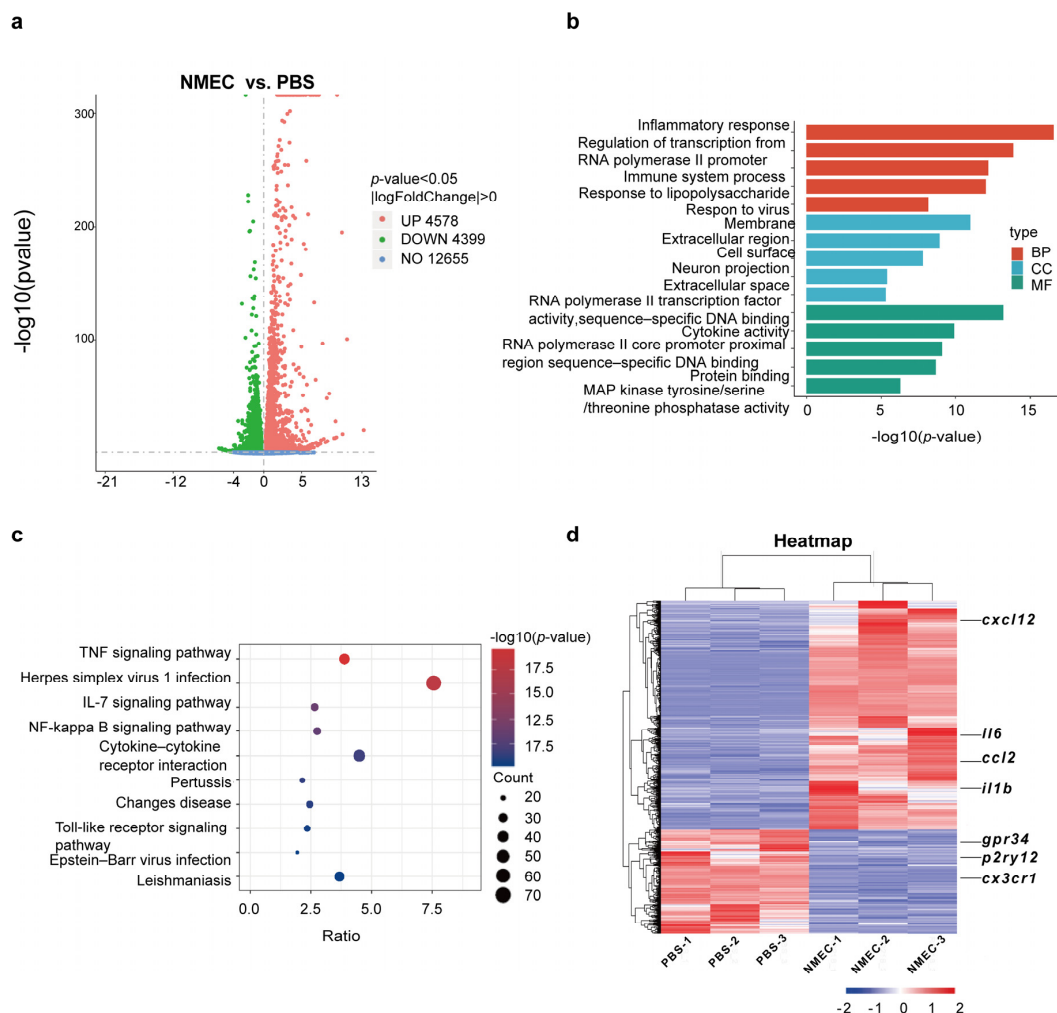 a
NMEC vs. PBS
-log10(pvalue)
300
200
100
-21
-12
-4
0
4
13
p-value<0.05
|logFoldChange|>0
UP 4578
DOWN 4399
NO 12655
b
Inflammatory response
Regulation of transcription from
RNA polymerase II promoter
Immune system process
Response to lipopolysaccharide
Respon to virus
Membrane
Extracellular region
Cell surface
Neuron projection
Extracellular space
RNA polymerase II transcription factor
activity,sequence–specific DNA binding
Cytokine activity
RNA polymerase II core promoter proximal
region sequence–specific DNA binding
Protein binding
MAP kinase tyrosine/serine
/threonine phosphatase activity
0
5
10
15
-log10(p-value)
type
BP
CC
MF
c
TNF signaling pathway
Herpes simplex virus 1 infection
IL-7 signaling pathway
NF-kappa B signaling pathway
Cytokine–cytokine
receptor interaction
Pertussis
Changes disease
Toll-like receptor signaling
pathway
Epstein–Barr virus infection
Leishmaniasis
0.0
2.5
5.0
7.5
Ratio
-log10(p-value)
17.5
15.0
12.5
17.5
Count
20
30
40
50
60
70
d
Heatmap
cxcl12
Il6
ccl2
il1b
gpr34
p2ry12
cx3cr1
PBS-1
PBS-2
PBS-3
NMEC-1
NMEC-2
NMEC-3
-2
-1
0
1
2